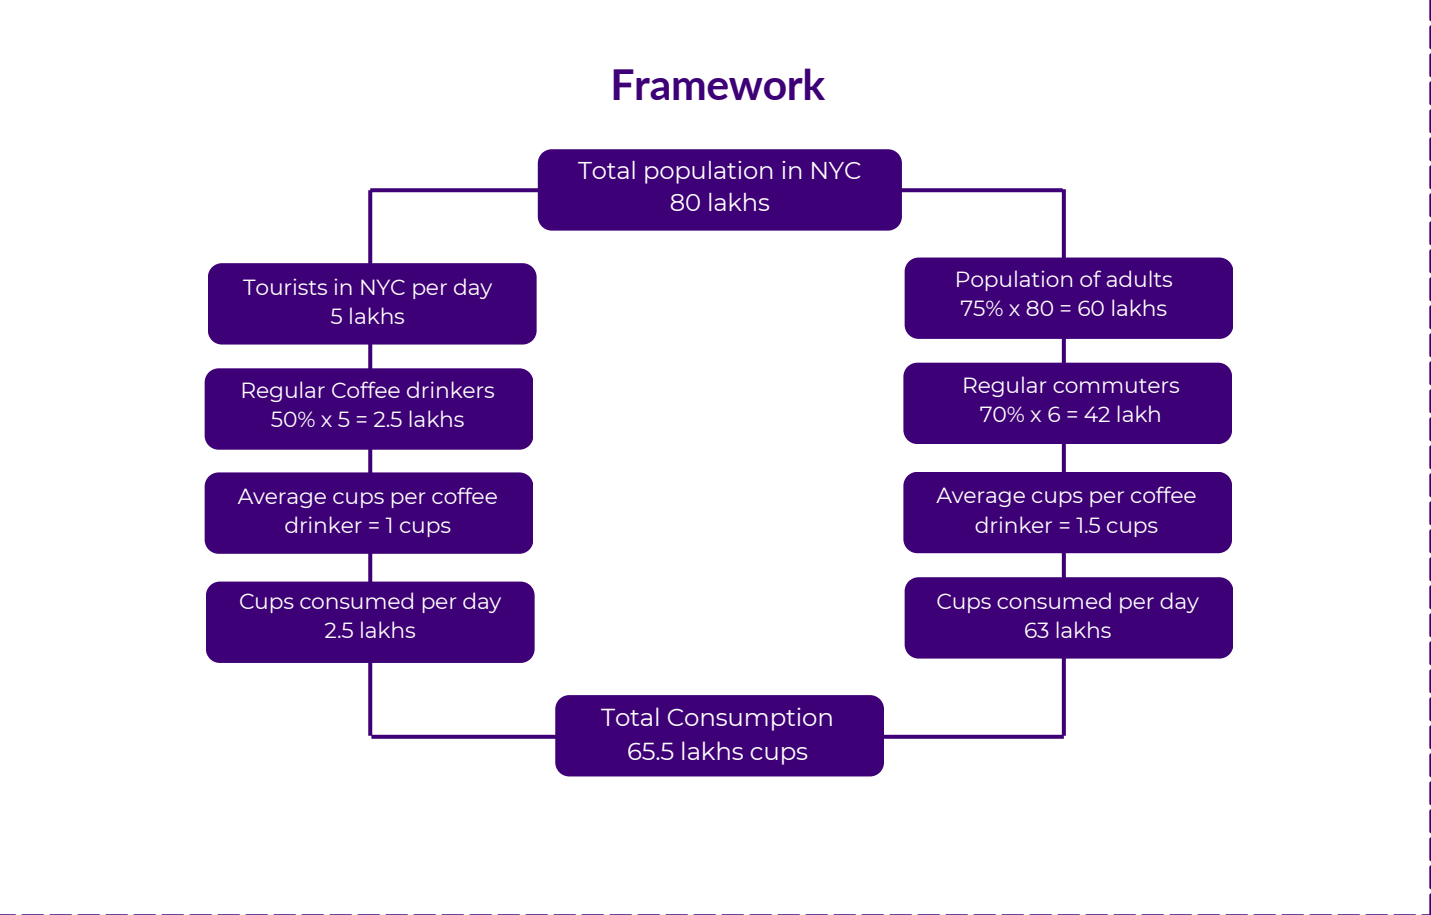 Framework
Total population in NYC
80 lakhs
Tourists in NYC per day
5 lakhs
Regular Coffee drinkers
50% x 5 = 2.5 lakhs
Average cups per coffee
drinker = 1 cups
Cups consumed per day
2.5 lakhs
Population of adults
75% x 80 = 60 lakhs
Regular commuters
70% x 6 = 42 lakh
Average cups per coffee
drinker = 1.5 cups
Cups consumed per day
63 lakhs
Total Consumption
65.5 lakhs cups